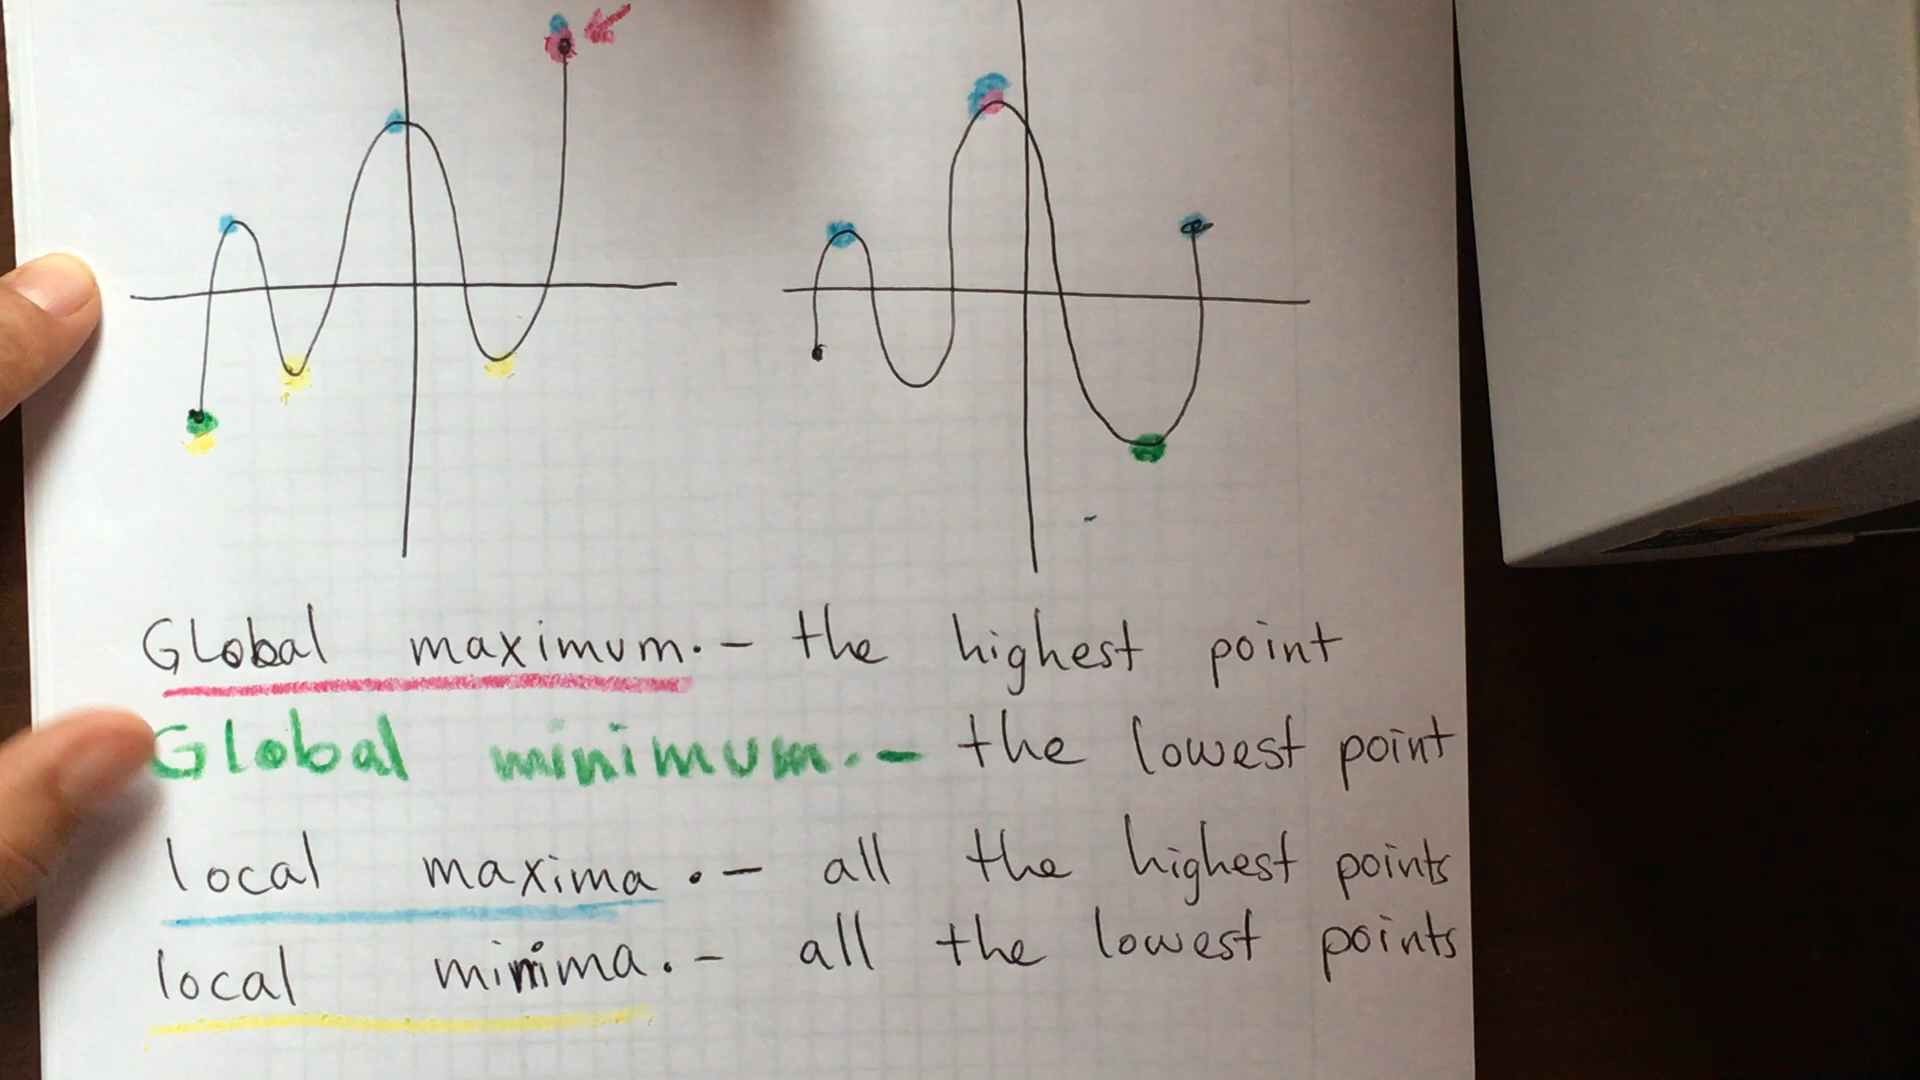 Global maximum.- the highest point
Global minimum.- the lowest point
local maxima.- all the highest points
local minima.- all the lowest points